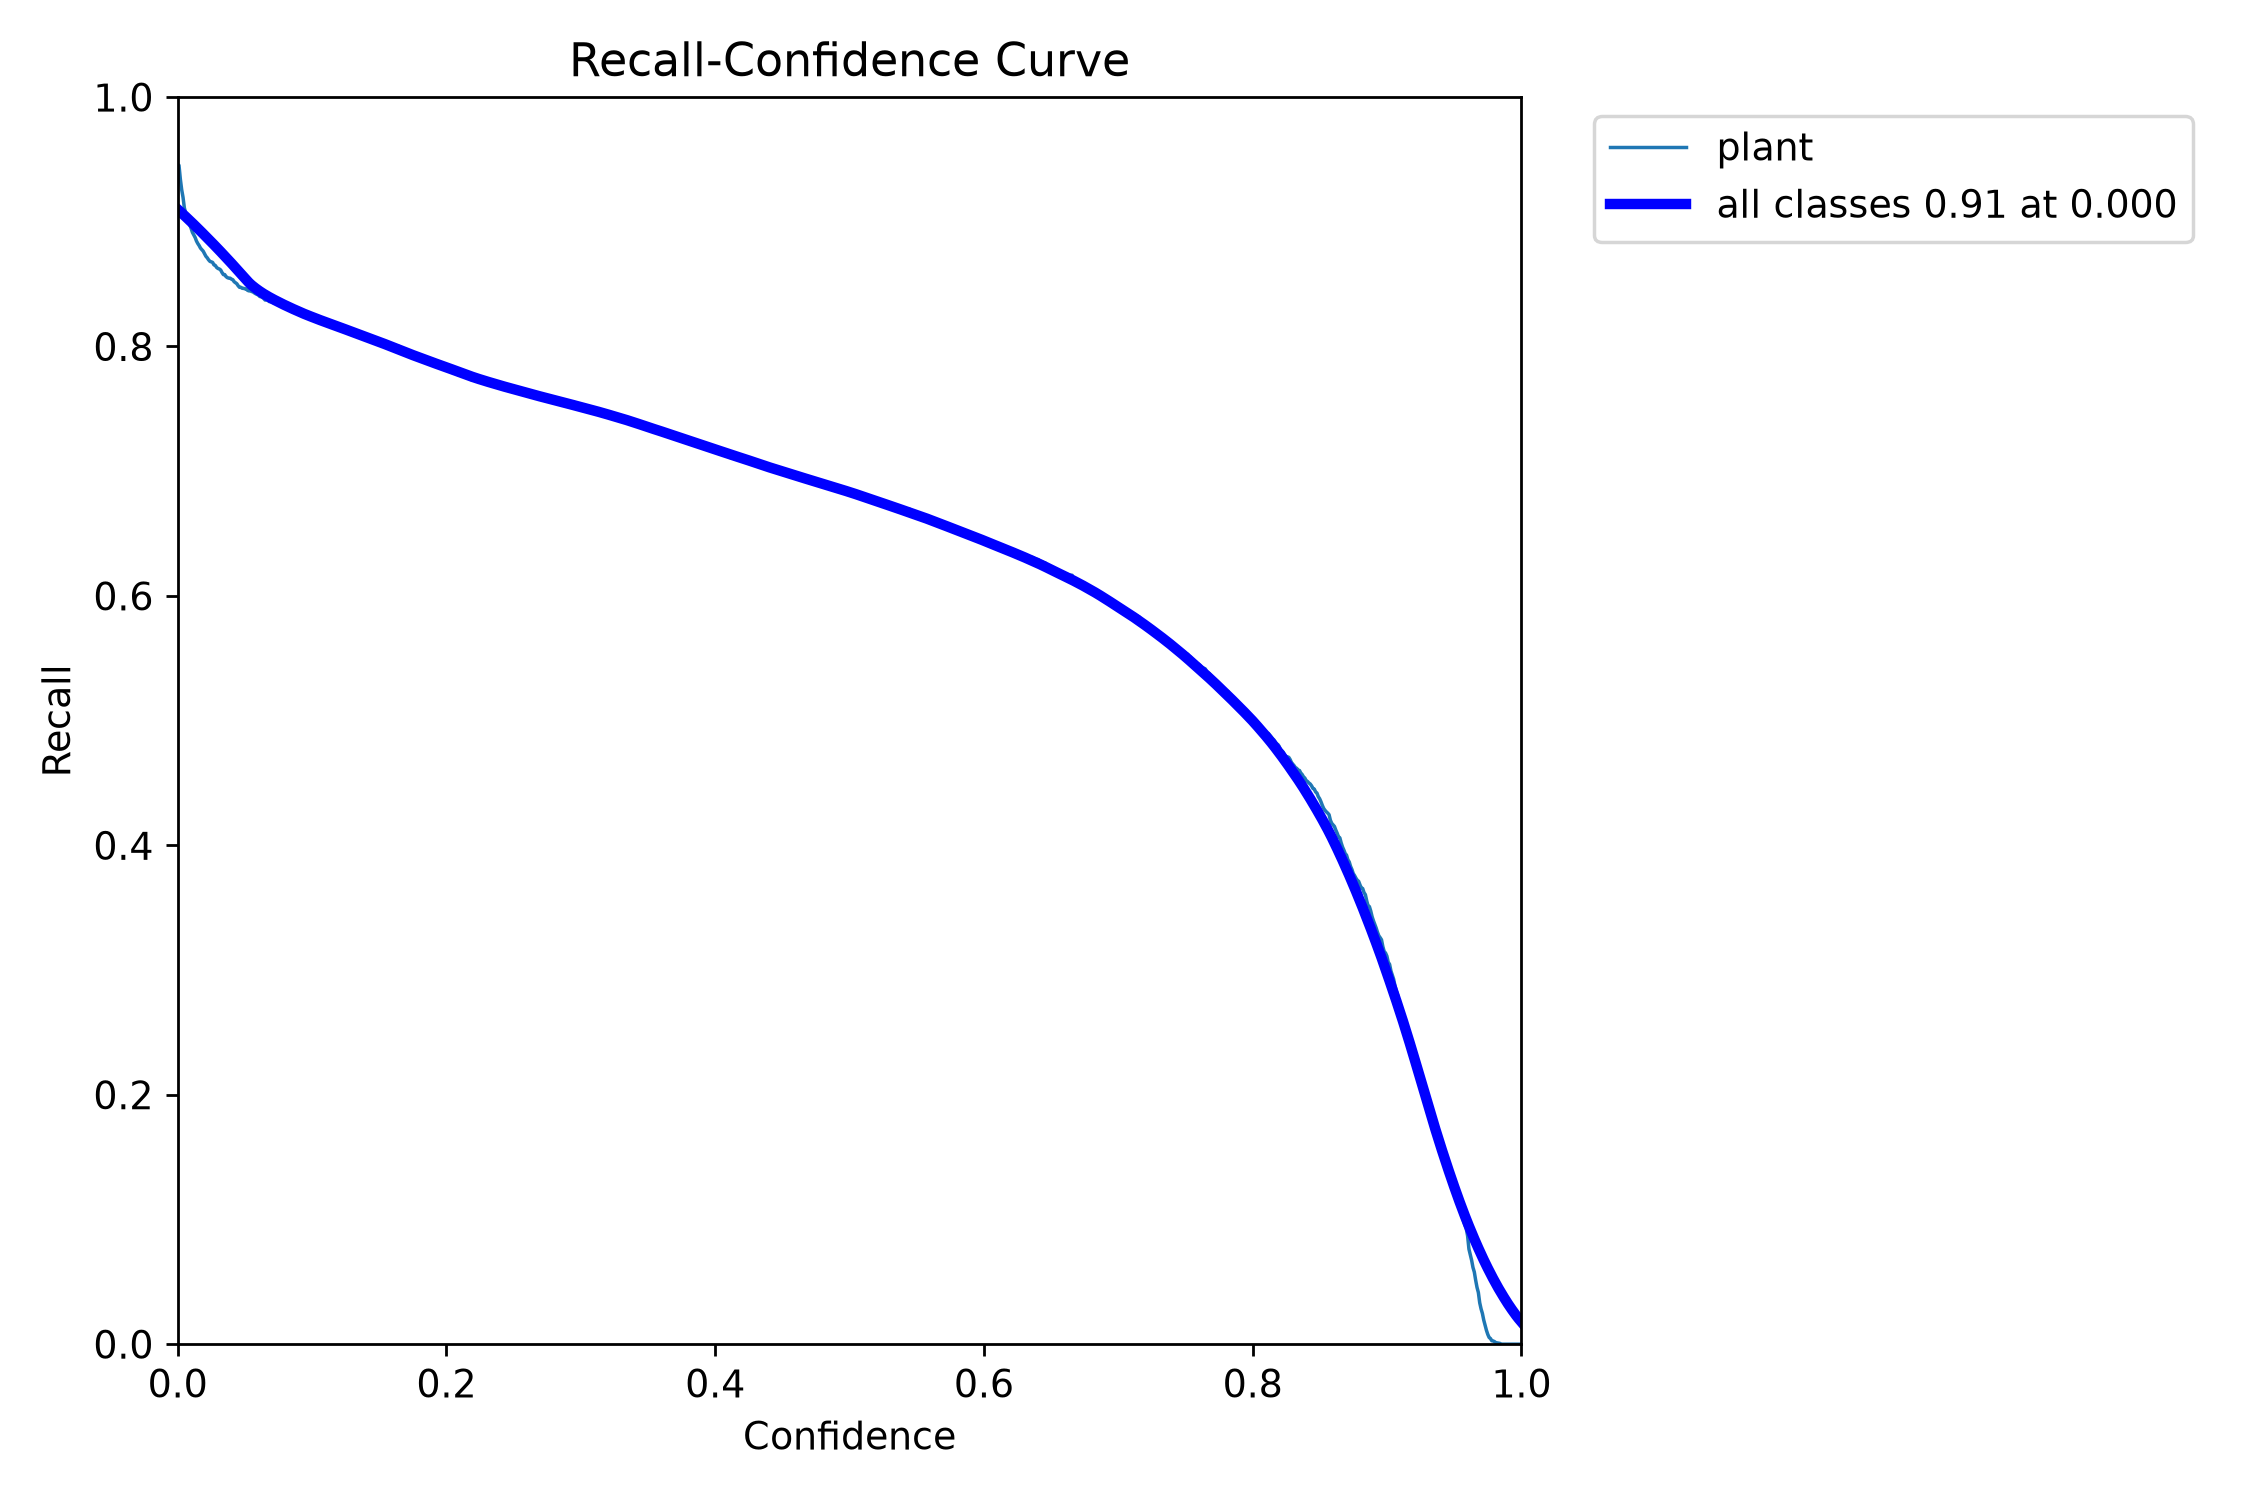 Recall-Confidence Curve
1.0
0.8
0.6
0.4
0.2
0.0
Recall
0.0 0.2 0.4 0.6 0.8 1.0
Confidence
plant
all classes 0.91 at 0.000